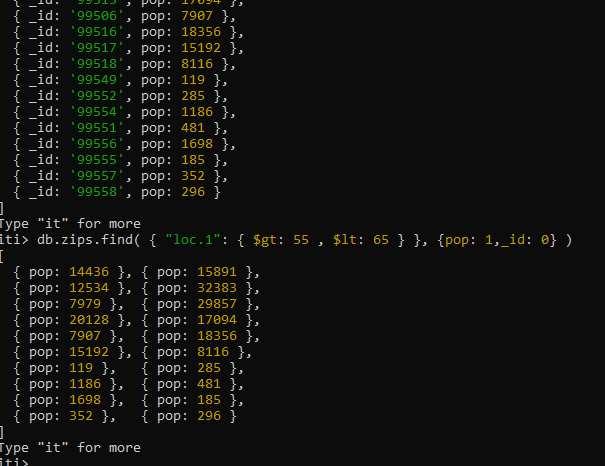 { _id: '99515', pop: 17094 },
{ _id: '99506', pop: 7907 },
{ _id: '99516', pop: 18356 },
{ _id: '99517', pop: 15192 },
{ _id: '99518', pop: 8116 },
{ _id: '99549', pop: 119 },
{ _id: '99552', pop: 285 },
{ _id: '99554', pop: 1186 },
{ _id: '99551', pop: 481 },
{ _id: '99556', pop: 1698 },
{ _id: '99555', pop: 185 },
{ _id: '99557', pop: 352 },
{ _id: '99558', pop: 296 }
]
Type "it" for more
iti> db.zips.find( { "loc.1": { $gt: 55 , $lt: 65 } }, {pop: 1,_id: 0} )
[
{ pop: 14436 }, { pop: 15891 },
{ pop: 12534 }, { pop: 32383 },
{ pop: 7979 }, { pop: 29857 },
{ pop: 20128 }, { pop: 17094 },
{ pop: 7907 }, { pop: 18356 },
{ pop: 15192 }, { pop: 8116 },
{ pop: 119 }, { pop: 285 },
{ pop: 1186 }, { pop: 481 },
{ pop: 1698 }, { pop: 185 },
{ pop: 352 }, { pop: 296 }
]
Type "it" for more
iti>